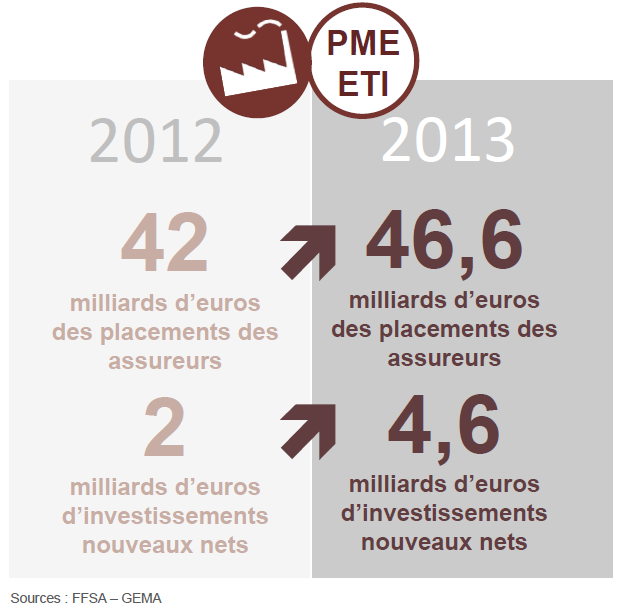 PME
ETI
2012
2013
42
milliards d’euros
des placements des
assureurs
46,6
milliards d’euros
des placements des
assureurs
2
milliards d’euros
d’investissements
nouveaux nets
4,6
milliards d’euros
d’investissements
nouveaux nets
Sources : FFSA – GEMA